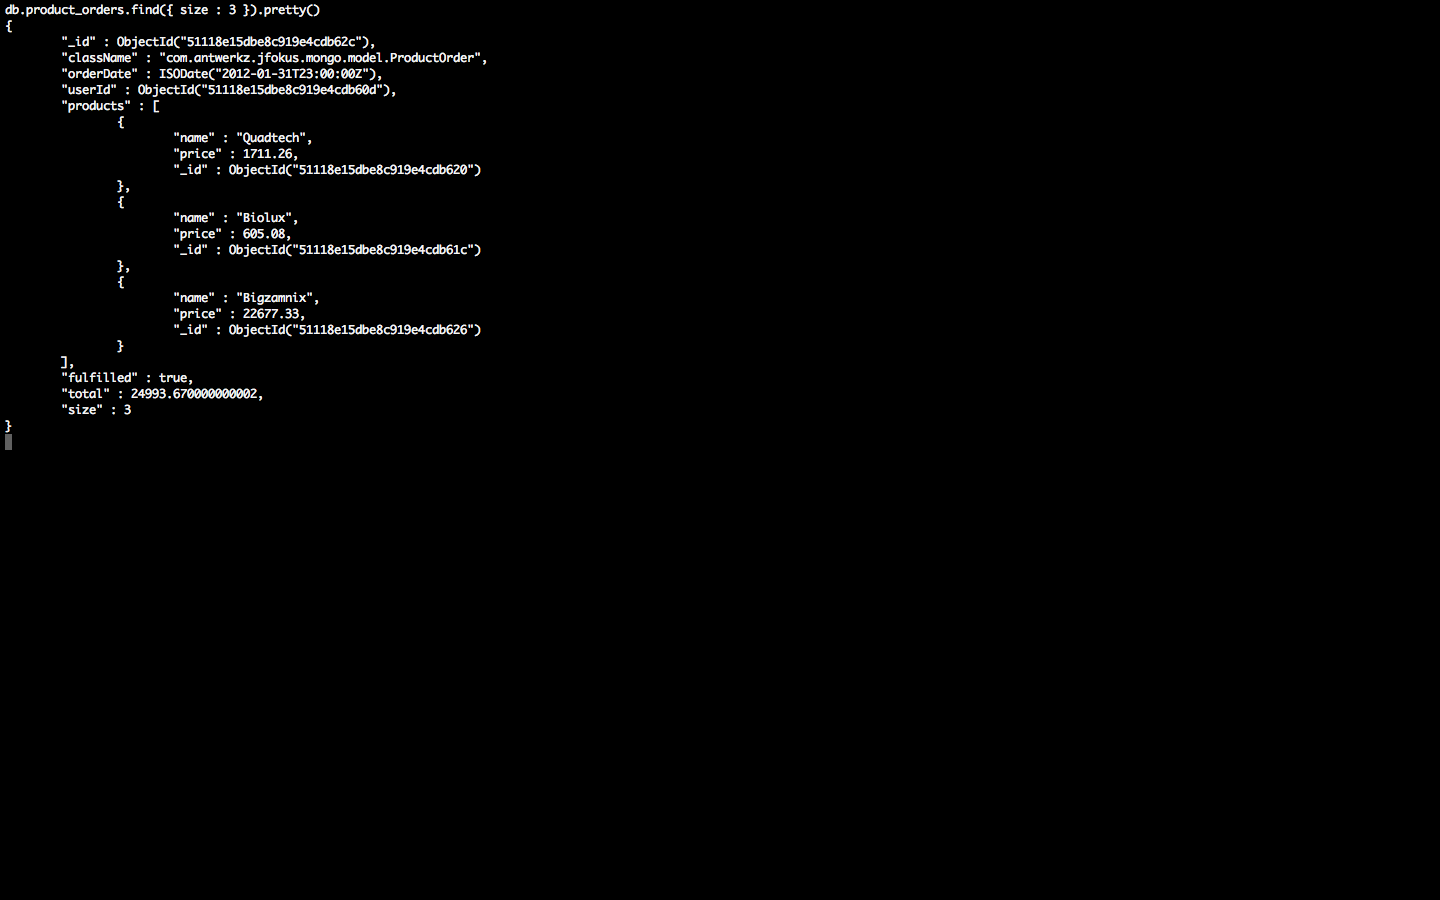 db.product_orders.find({ size : 3 }).pretty()
{
"_id" : ObjectId("51118e15dbe8c919e4cdb62c"),
"className" : "com.antwerkz.jfokus.mongo.model.ProductOrder",
"orderDate" : ISODate("2012-01-31T23:00:00Z"),
"userId" : ObjectId("51118e15dbe8c919e4cdb60d"),
"products" : [
{
"name" : "Quadtech",
"price" : 1711.26,
"_id" : ObjectId("51118e15dbe8c919e4cdb620")
},
{
"name" : "Biolux",
"price" : 605.08,
"_id" : ObjectId("51118e15dbe8c919e4cdb61c")
},
{
"name" : "Bigzamnix",
"price" : 22677.33,
"_id" : ObjectId("51118e15dbe8c919e4cdb626")
}
],
"fulfilled" : true,
"total" : 24993.670000000002,
"size" : 3
}